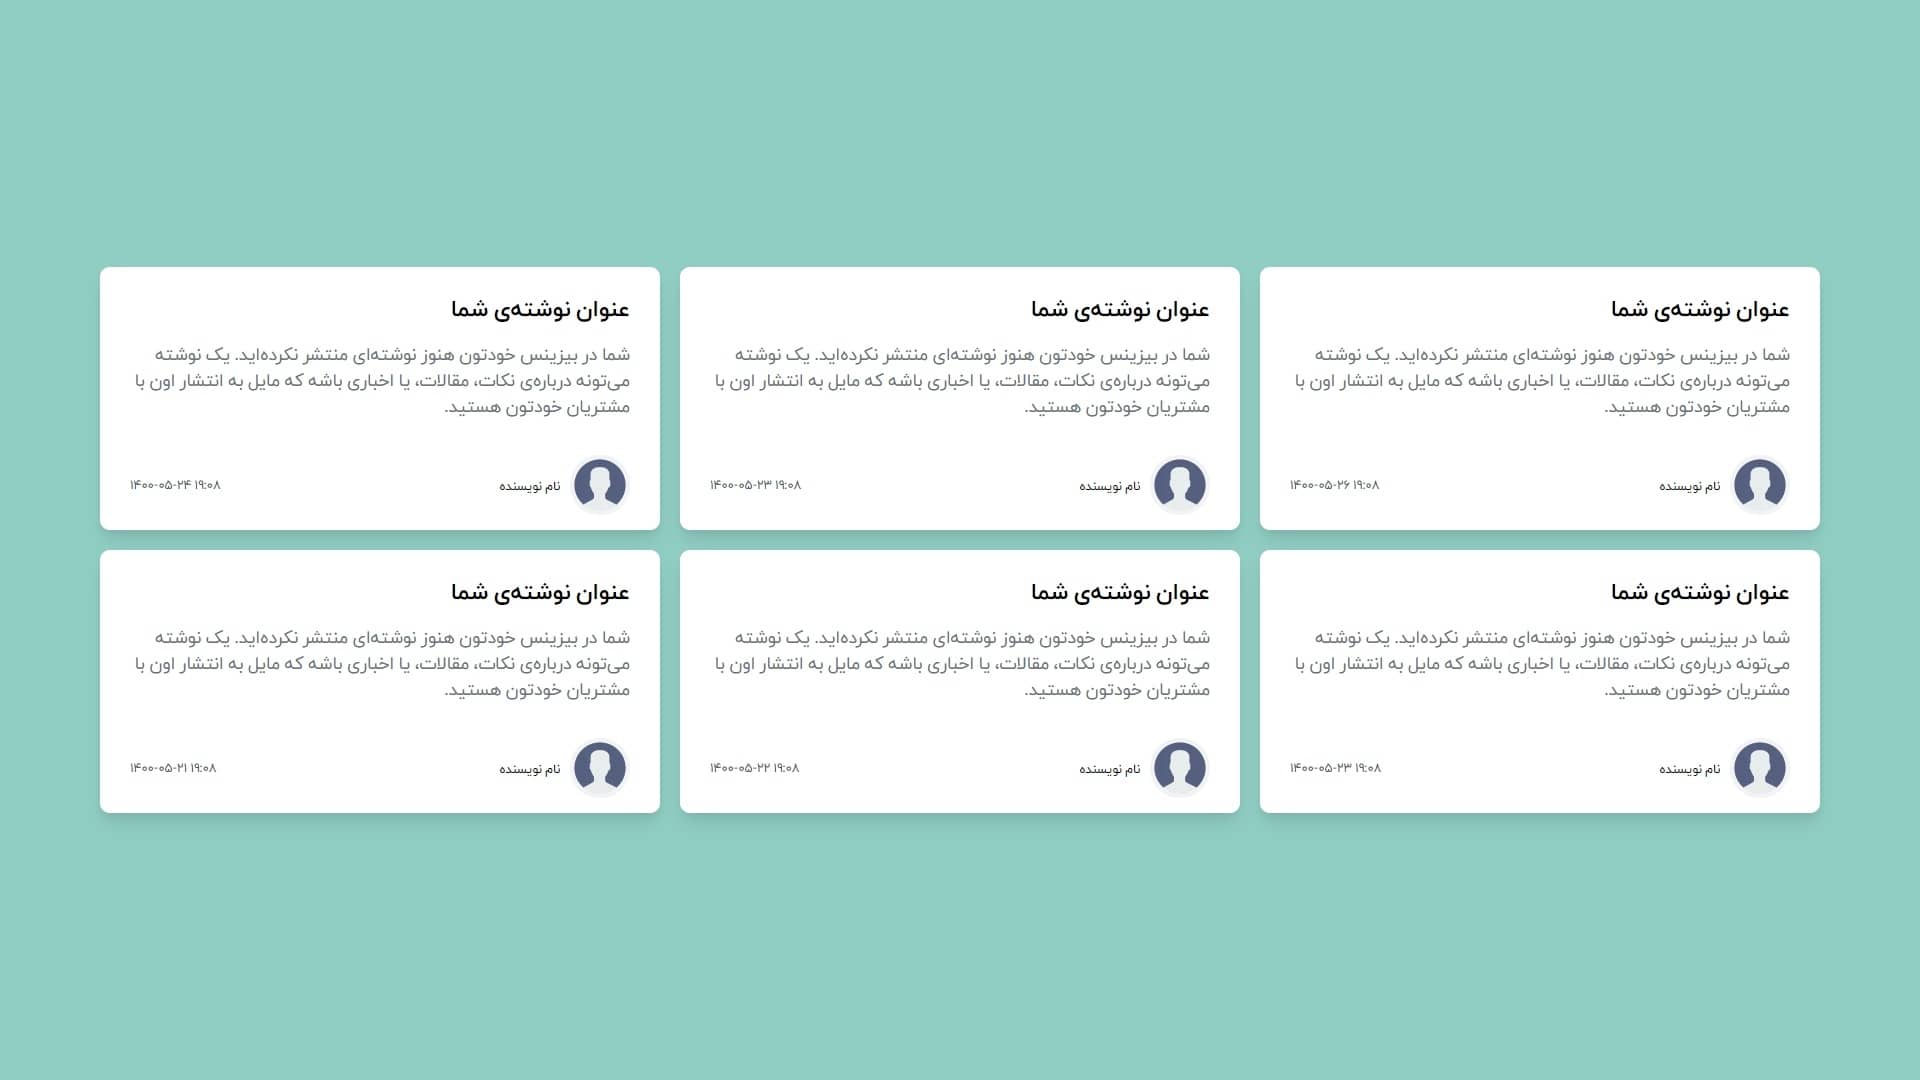 عنوان نوشته‌ی شما
شما در بیزینس خودتون هنوز نوشته‌ای منتشر نکرده‌اید. یک نوشته
می‌تونه درباره‌ی نکات، مقالات، یا اخباری باشه که مایل به انتشار اون با
مشتریان خودتون هستید.
نام نویسنده
۱۴۰۰-۰۵-۲۶ ۱۹:۰۸
عنوان نوشته‌ی شما
شما در بیزینس خودتون هنوز نوشته‌ای منتشر نکرده‌اید. یک نوشته
می‌تونه درباره‌ی نکات، مقالات، یا اخباری باشه که مایل به انتشار اون با
مشتریان خودتون هستید.
نام نویسنده
۱۴۰۰-۰۵-۲۳ ۱۹:۰۸
عنوان نوشته‌ی شما
شما در بیزینس خودتون هنوز نوشته‌ای منتشر نکرده‌اید. یک نوشته
می‌تونه درباره‌ی نکات، مقالات، یا اخباری باشه که مایل به انتشار اون با
مشتریان خودتون هستید.
نام نویسنده
۱۴۰۰-۰۵-۲۴ ۱۹:۰۸
عنوان نوشته‌ی شما
شما در بیزینس خودتون هنوز نوشته‌ای منتشر نکرده‌اید. یک نوشته
می‌تونه درباره‌ی نکات، مقالات، یا اخباری باشه که مایل به انتشار اون با
مشتریان خودتون هستید.
نام نویسنده
۱۴۰۰-۰۵-۲۳ ۱۹:۰۸
عنوان نوشته‌ی شما
شما در بیزینس خودتون هنوز نوشته‌ای منتشر نکرده‌اید. یک نوشته
می‌تونه درباره‌ی نکات، مقالات، یا اخباری باشه که مایل به انتشار اون با
مشتریان خودتون هستید.
نام نویسنده
۱۴۰۰-۰۵-۲۲ ۱۹:۰۸
عنوان نوشته‌ی شما
شما در بیزینس خودتون هنوز نوشته‌ای منتشر نکرده‌اید. یک نوشته
می‌تونه درباره‌ی نکات، مقالات، یا اخباری باشه که مایل به انتشار اون با
مشتریان خودتون هستید.
نام نویسنده
۱۴۰۰-۰۵-۲۱ ۱۹:۰۸